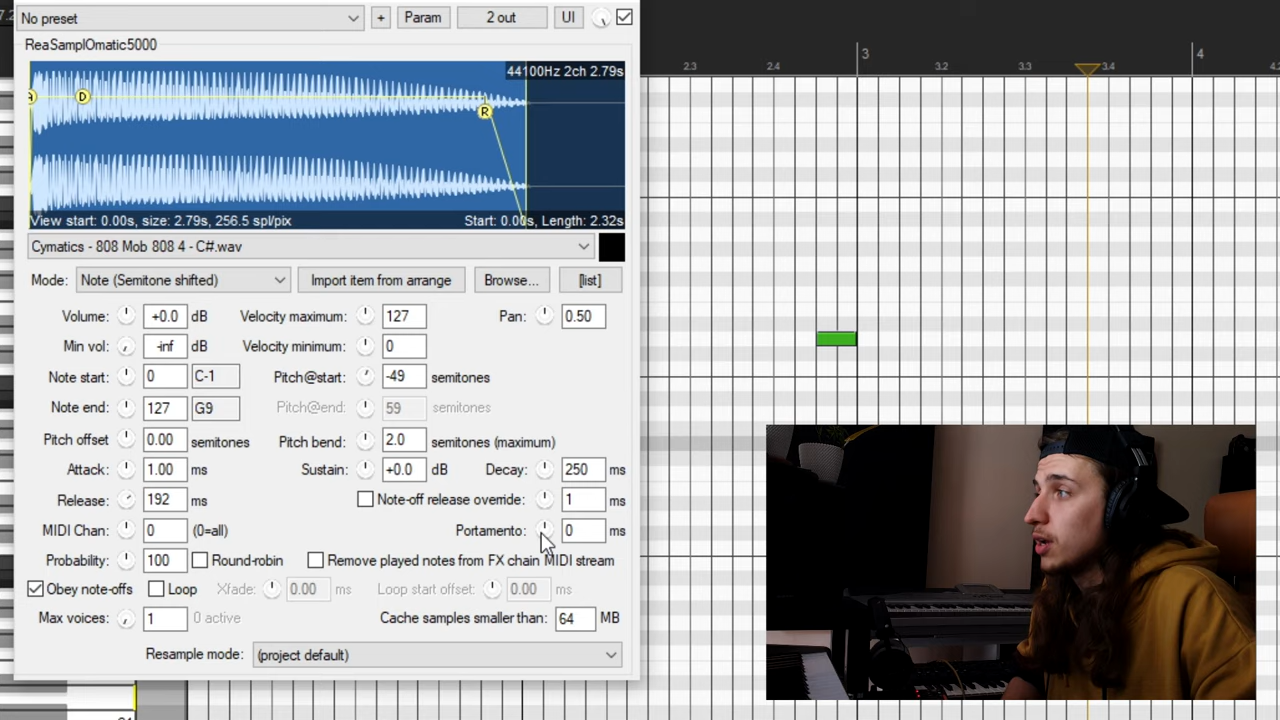 No preset + Param 2 out UI
ReaSamplOmatic5000
44100Hz 2ch 2.79s
A D R
View start: 0.00s, size: 2.79s, 256.5 spl/pix Start: 0.00s, Length: 2.32s
Cymatics - 808 Mob 808 4 - C#.wav
Mode: Note (Semitone shifted) Import item from arrange Browse... [list]
Volume: +0.0 dB Velocity maximum: 127 Pan: 0.50
Min vol: -inf dB Velocity minimum: 0
Note start: 0 C-1 Pitch@start: -49 semitones
Note end: 127 G9 Pitch@end: 59 semitones
Pitch offset 0.00 semitones Pitch bend: 2.0 semitones (maximum)
Attack: 1.00 ms Sustain: +0.0 dB Decay: 250 ms
Release: 192 ms Note-off release override: 1 ms
MIDI Chan: 0 (0=all) Portamento: 0 ms
Probability: 100 Round-robin Remove played notes from FX chain MIDI stream
Obey note-offs Loop Xfade: 0.00 ms Loop start offset: 0.00 ms
Max voices: 1 0 active Cache samples smaller than: 64 MB
Resample mode: (project default)
3 4
2.3 2.4 3.2 3.3 3.4